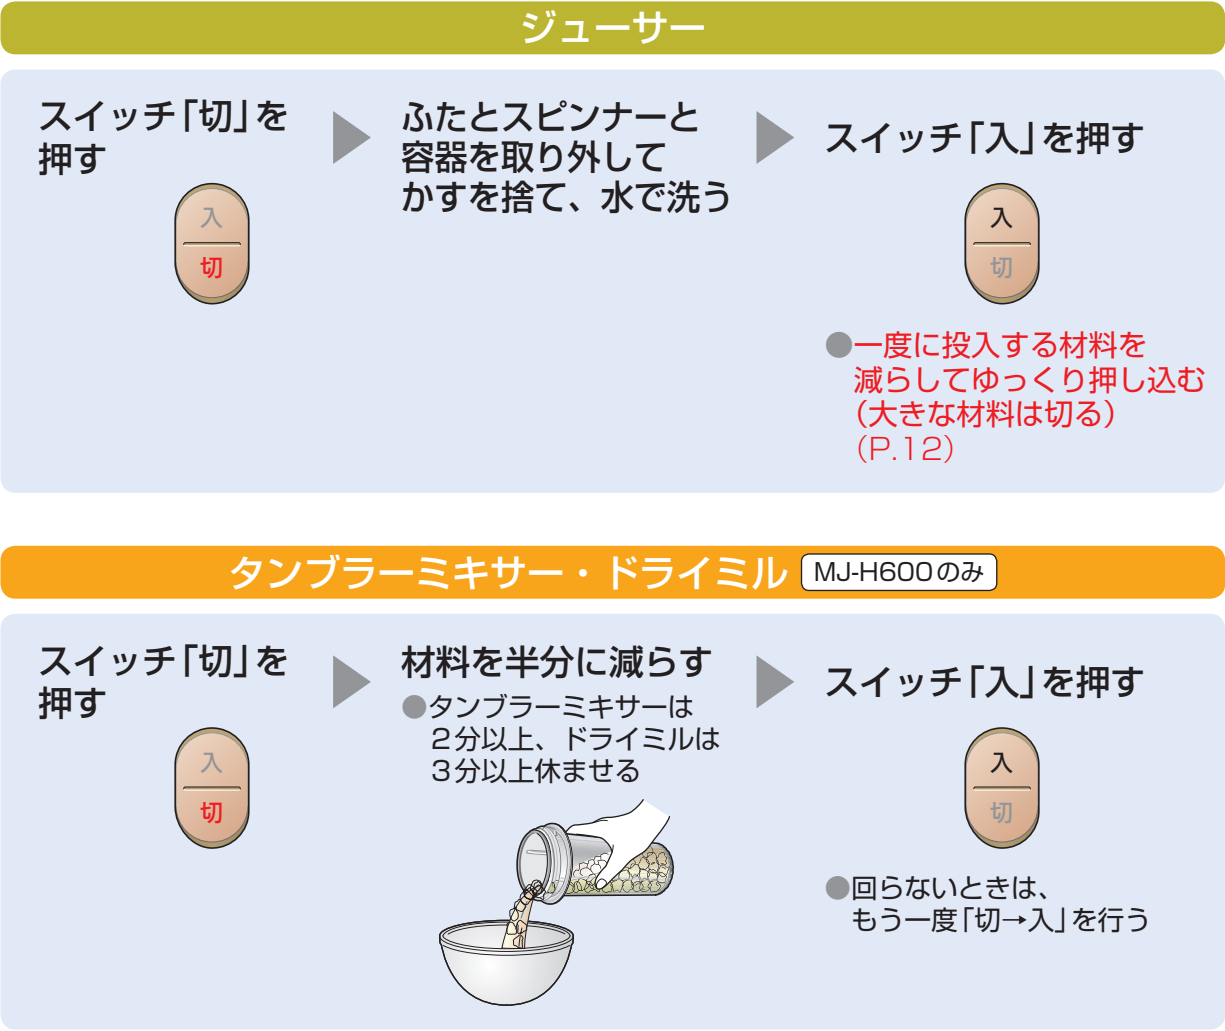 ジューサー
スイッチ「切」を
押す
入
切
ふたとスピンナーと
容器を取り外して
かすを捨て、水で洗う
スイッチ「入」を押す
入
切
●一度に投入する材料を
減らしてゆっくり押し込む
（大きな材料は切る）
（P.12）
タンブラーミキサー・ドライミル MJ-H600のみ
スイッチ「切」を
押す
入
切
材料を半分に減らす
●タンブラーミキサーは
2分以上、ドライミルは
3分以上休ませる
スイッチ「入」を押す
入
切
●回らないときは、
もう一度「切→入」を行う